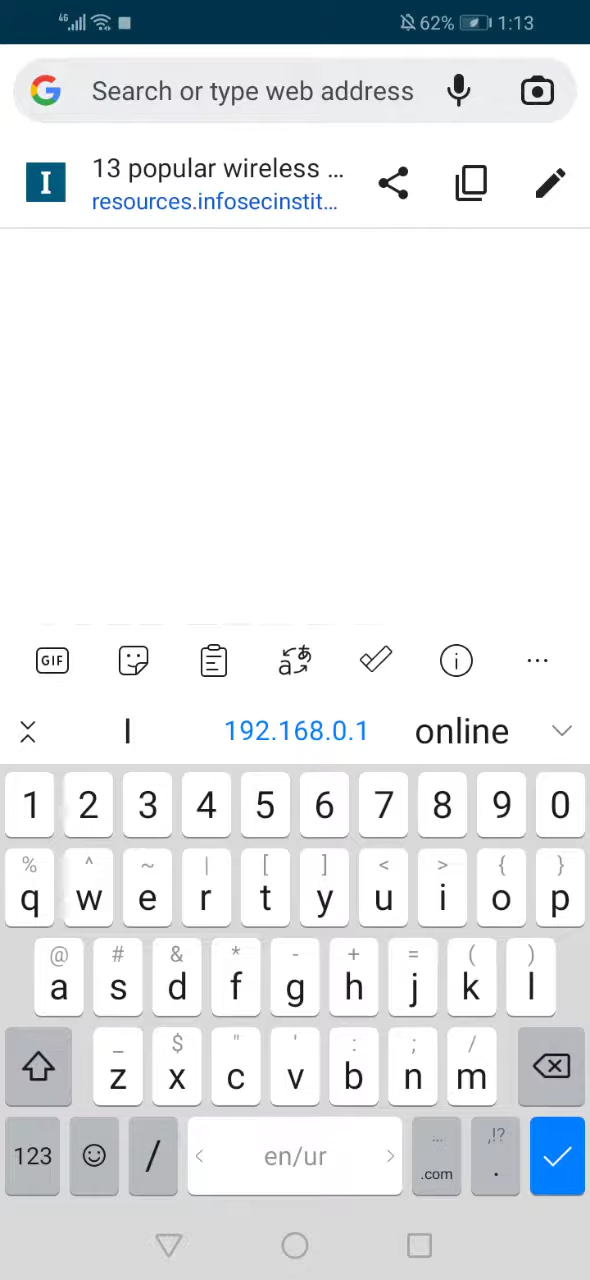 4G 62% 1:13
Search or type web address
I 13 popular wireless ...
resources.infosecinstit...
GIF
I 192.168.0.1 online
1 2 3 4 5 6 7 8 9 0
% ^ ~ | [ ] < > { }
q w e r t y u i o p
@ # & * - + = ( )
a s d f g h j k l
_ $ " ' : ; /
z x c v b n m
123 / < en/ur > ... .com ,!? .